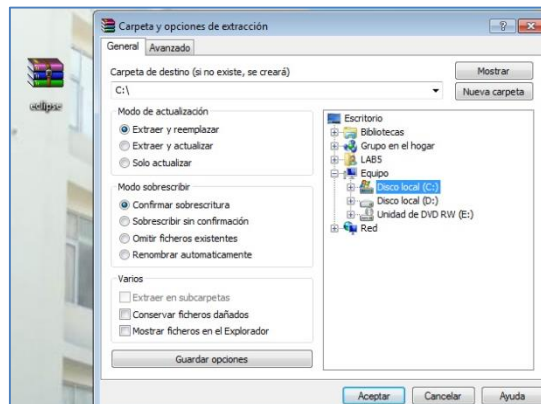 Carpeta y opciones de extracción
eclipse
General Avanzado
Carpeta de destino (si no existe, se creará)
Mostrar
C:\
Nueva carpeta
Modo de actualización
Extraer y reemplazar
Extraer y actualizar
Solo actualizar
Modo sobrescribir
Confirmar sobrescritura
Sobrescribir sin confirmación
Omitir ficheros existentes
Renombrar automaticamente
Varios
Extraer en subcarpetas
Conservar ficheros dañados
Mostrar ficheros en el Explorador
Guardar opciones
Escritorio
Bibliotecas
Grupo en el hogar
LAB5
Equipo
Disco local (C:)
Disco local (D:)
Unidad de DVD RW (E:)
Red
Aceptar Cancelar Ayuda